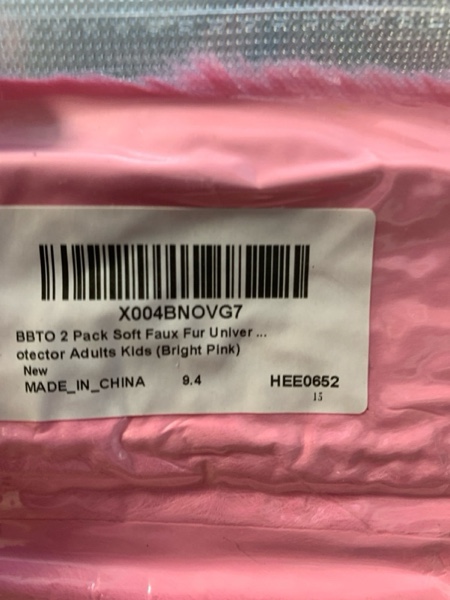 X004BNOVG7
BBTO 2 Pack Soft Faux Fur Univer ...
otector Adults Kids (Bright Pink)
New
MADE_IN_CHINA 9.4 HEE0652
15